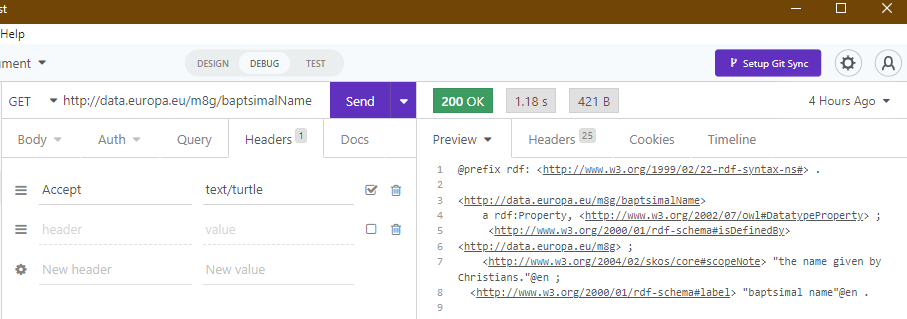 st
Help
ument
DESIGN DEBUG TEST
Setup Git Sync
GET http://data.europa.eu/m8g/baptsimalName Send
200 OK 1.18 s 421 B 4 Hours Ago
Body Auth Query Headers 1 Docs
Preview Headers 25 Cookies Timeline
Accept text/turtle
header value
New header New value
1 @prefix rdf: <http://www.w3.org/1999/02/22-rdf-syntax-ns#> .
2
3 <http://data.europa.eu/m8g/baptsimalName>
4 a rdf:Property, <http://www.w3.org/2002/07/owl#DatatypeProperty> ;
5 <http://www.w3.org/2000/01/rdf-schema#isDefinedBy>
6 <http://data.europa.eu/m8g> ;
7 <http://www.w3.org/2004/02/skos/core#scopeNote> "the name given by
Christians."@en ;
8 <http://www.w3.org/2000/01/rdf-schema#label> "baptsimal name"@en .
9